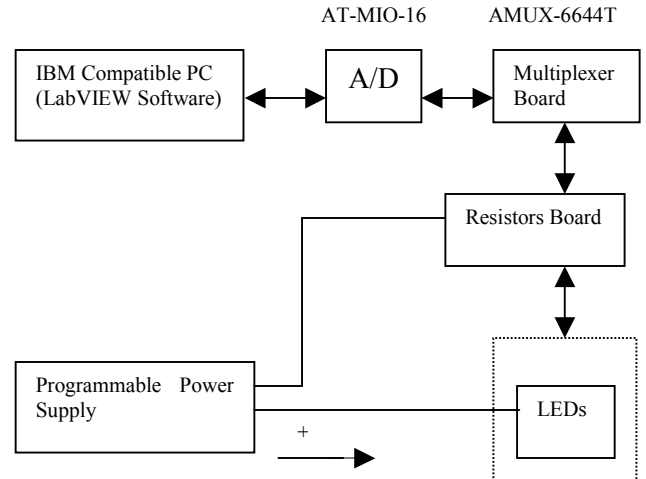 AT-MIO-16 AMUX-6644T
IBM Compatible PC
(LabVIEW Software)
A/D
Multiplexer
Board
Resistors Board
Programmable Power
Supply
LEDs
+